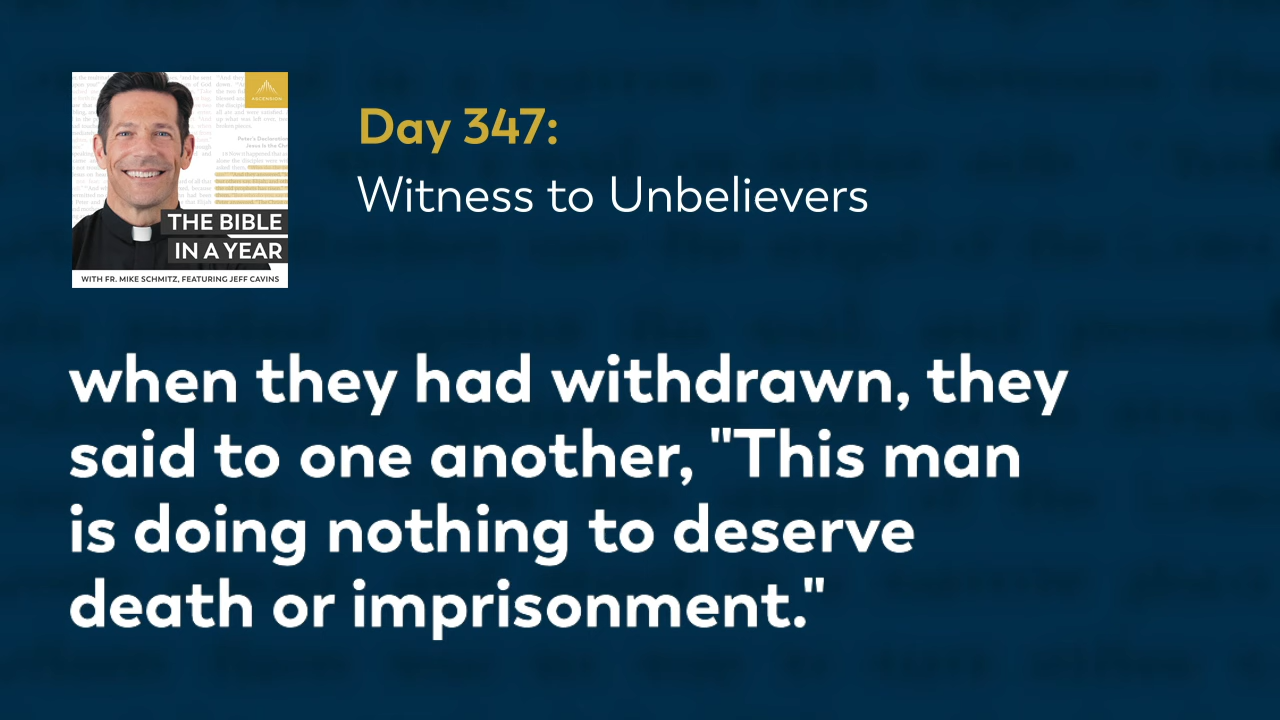 ASCENSION
THE BIBLE
IN A YEAR
WITH FR. MIKE SCHMITZ, FEATURING JEFF CAVINS
Day 347:
Witness to Unbelievers
when they had withdrawn, they
said to one another, "This man
is doing nothing to deserve
death or imprisonment."